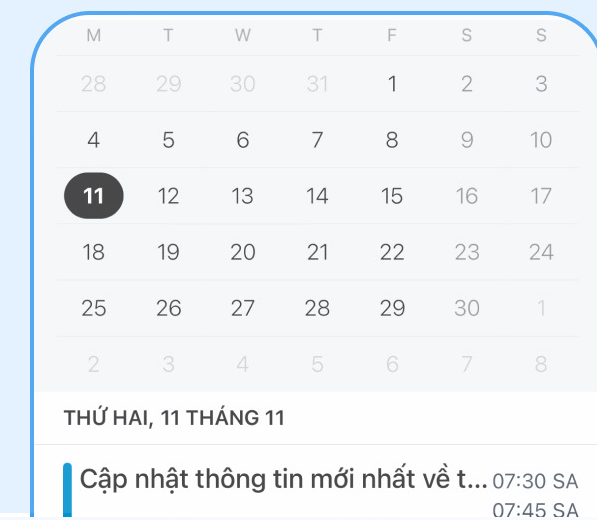 M T W T F S S
28 29 30 31 1 2 3
4 5 6 7 8 9 10
11 12 13 14 15 16 17
18 19 20 21 22 23 24
25 26 27 28 29 30 1
2 3 4 5 6 7 8
THỨ HAI, 11 THÁNG 11
Cập nhật thông tin mới nhất về t... 07:30 SA
07:45 SA